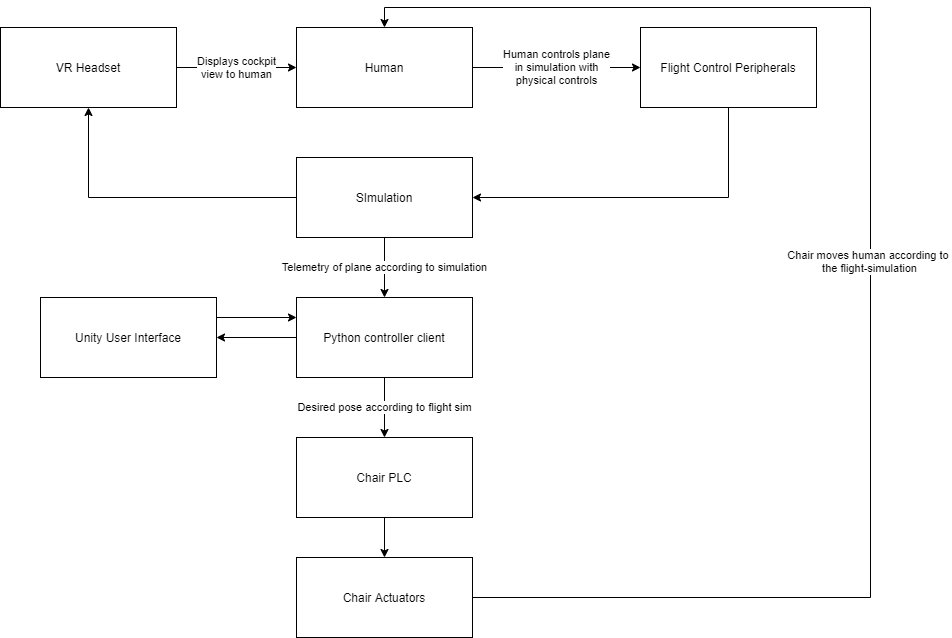 VR Headset
Displays cockpit
view to human
Human
Human controls plane
in simulation with
physical controls
Flight Control Peripherals
SImulation
Chair moves human according to
the flight-simulation
Telemetry of plane according to simulation
Unity User Interface
Python controller client
Desired pose according to flight sim
Chair PLC
Chair Actuators